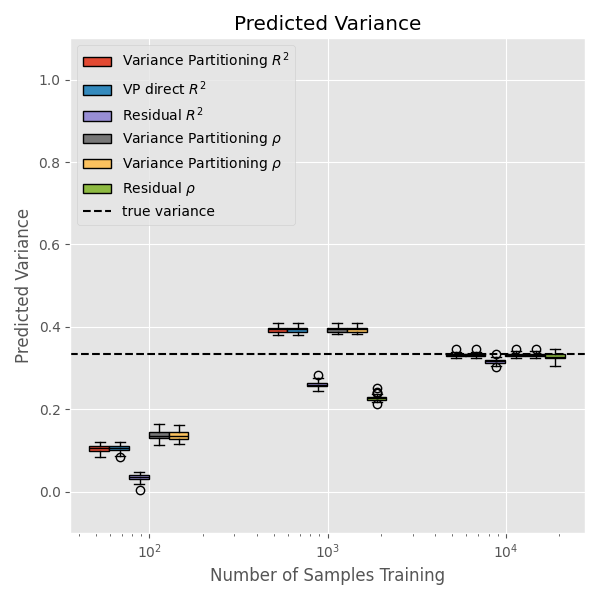 Predicted Variance
Variance Partitioning R²
VP direct R²
Residual R²
Variance Partitioning ρ
Variance Partitioning ρ
Residual ρ
true variance
Predicted Variance
1.0
0.8
0.6
0.4
0.2
0.0
10²
10³
10⁴
Number of Samples Training